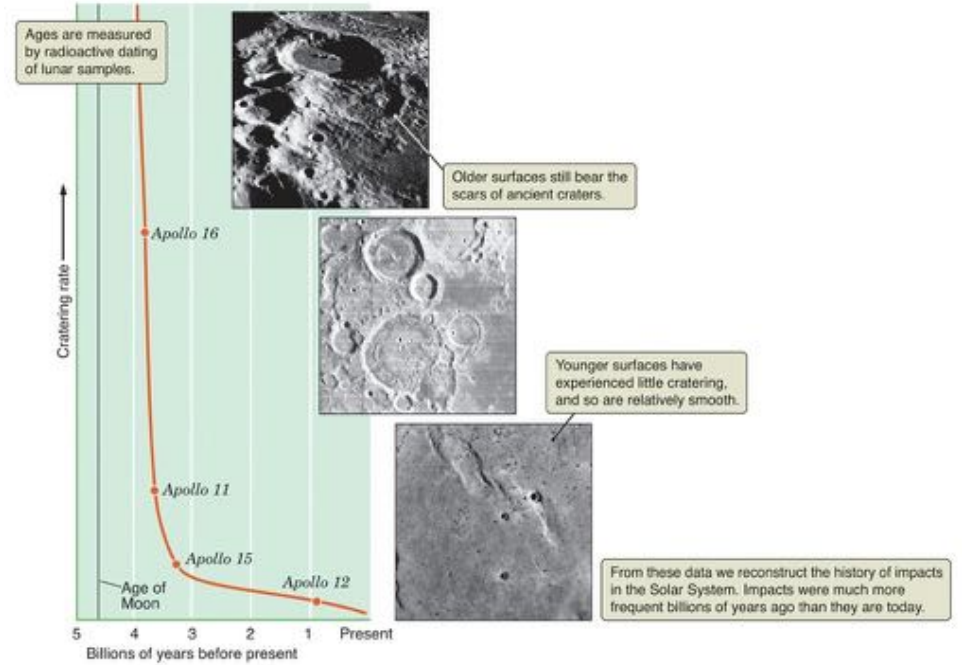 Ages are measured
by radioactive dating
of lunar samples.
Older surfaces still bear the
scars of ancient craters.
Cratering rate
Apollo 16
Younger surfaces have
experienced little cratering,
and so are relatively smooth.
Apollo 11
Apollo 15
Apollo 12
Age of
Moon
From these data we reconstruct the history of impacts
in the Solar System. Impacts were much more
frequent billions of years ago than they are today.
5 4 3 2 1 Present
Billions of years before present